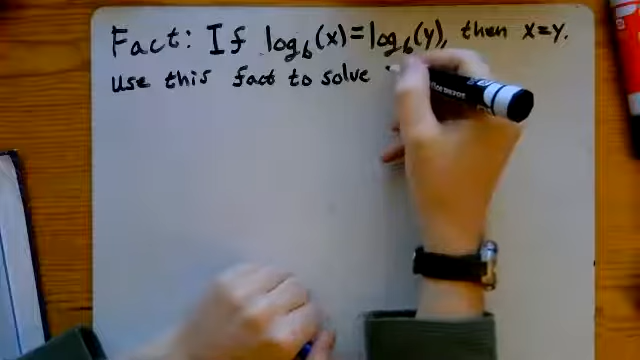 Fact: If log_b(x)=log_b(y), then x=y.
use this fact to solve